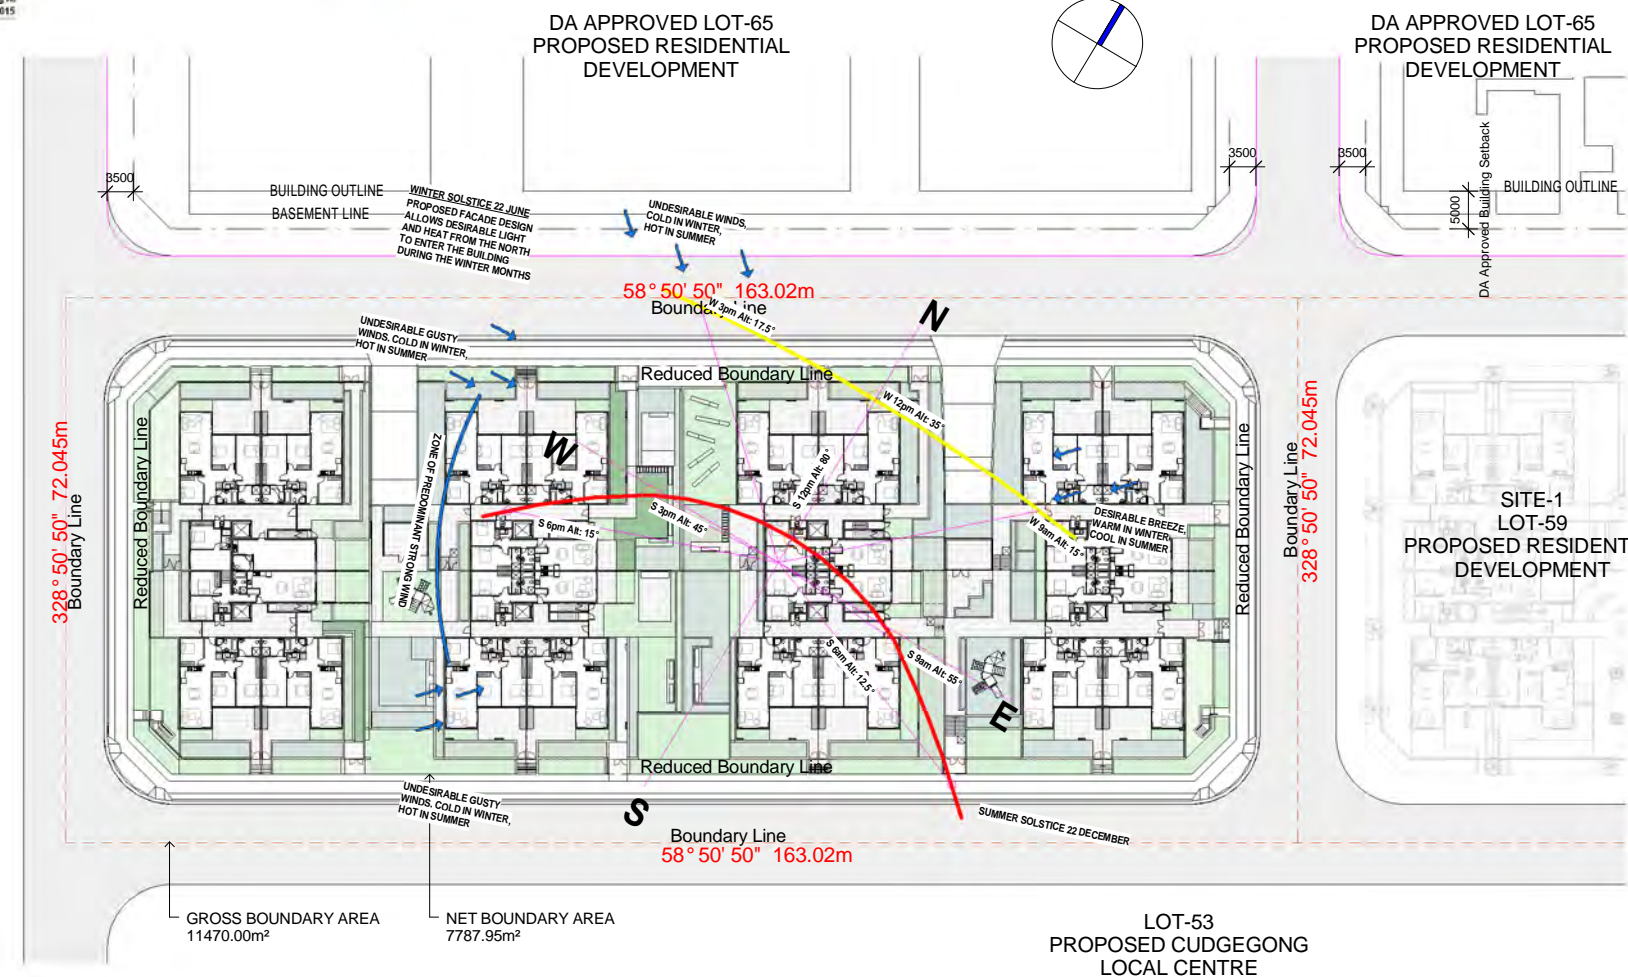 2015
DA APPROVED LOT-65
PROPOSED RESIDENTIAL
DEVELOPMENT
DA APPROVED LOT-65
PROPOSED RESIDENTIAL
DEVELOPMENT
3500
3500
3500
5000
DA Approved Building Setback
BUILDING OUTLINE
BASEMENT LINE
BUILDING OUTLINE
WINTER SOLSTICE 22 JUNE
PROPOSED FACADE DESIGN
ALLOWS DESIRABLE LIGHT
AND HEAT FROM THE NORTH
TO ENTER THE BUILDING
DURING THE WINTER MONTHS
UNDESIRABLE WINDS.
COLD IN WINTER,
HOT IN SUMMER
58° 50' 50" 163.02m
Boundary Line
W 3pm Alt: 17.5°
N
UNDESIRABLE GUSTY
WINDS. COLD IN WINTER,
HOT IN SUMMER
Reduced Boundary Line
W 12pm Alt: 35°
W
ZONE OF PREDOMINANT STRONG WIND
S 12pm Alt: 80°
S 3pm Alt: 45°
S 6pm Alt: 15°
W 9am Alt: 15°
DESIRABLE BREEZE,
WARM IN WINTER,
COOL IN SUMMER
328° 50' 50" 72.045m
Boundary Line
Reduced Boundary Line
Reduced Boundary Line
Boundary Line
328° 50' 50" 72.045m
SITE-1
LOT-59
PROPOSED RESIDENT
DEVELOPMENT
S 6am Alt: 12.5°
S 9am Alt: 55°
E
Reduced Boundary Line
S
UNDESIRABLE GUSTY
WINDS. COLD IN WINTER,
HOT IN SUMMER
SUMMER SOLSTICE 22 DECEMBER
Boundary Line
58° 50' 50" 163.02m
GROSS BOUNDARY AREA
11470.00m²
NET BOUNDARY AREA
7787.95m²
LOT-53
PROPOSED CUDGEGONG
LOCAL CENTRE